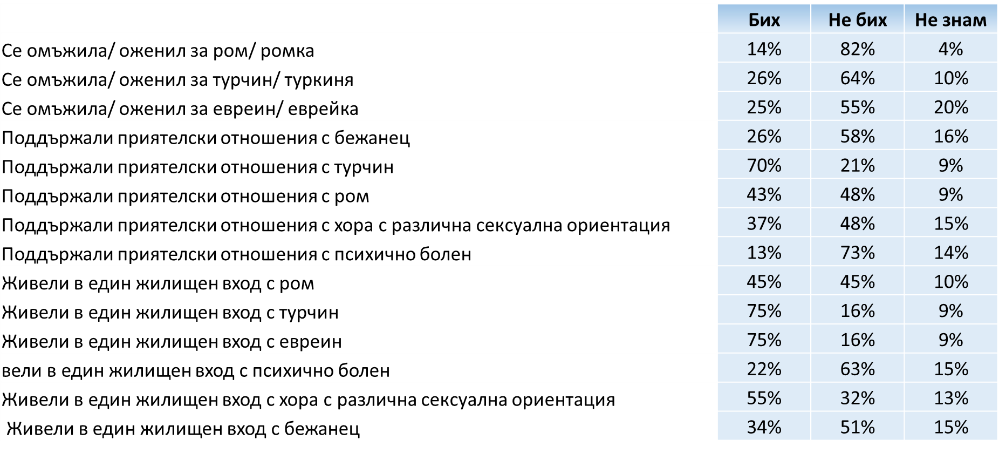 Бих Не бих Не знам
Се омъжила/ оженил за ром/ ромка 14% 82% 4%
Се омъжила/ оженил за турчин/ туркиня 26% 64% 10%
Се омъжила/ оженил за евреин/ еврейка 25% 55% 20%
Поддържали приятелски отношения с бежанец 26% 58% 16%
Поддържали приятелски отношения с турчин 70% 21% 9%
Поддържали приятелски отношения с ром 43% 48% 9%
Поддържали приятелски отношения с хора с различна сексуална ориентация 37% 48% 15%
Поддържали приятелски отношения с психично болен 13% 73% 14%
Живели в един жилищен вход с ром 45% 45% 10%
Живели в един жилищен вход с турчин 75% 16% 9%
Живели в един жилищен вход с евреин 75% 16% 9%
вели в един жилищен вход с психично болен 22% 63% 15%
Живели в един жилищен вход с хора с различна сексуална ориентация 55% 32% 13%
Живели в един жилищен вход с бежанец 34% 51% 15%